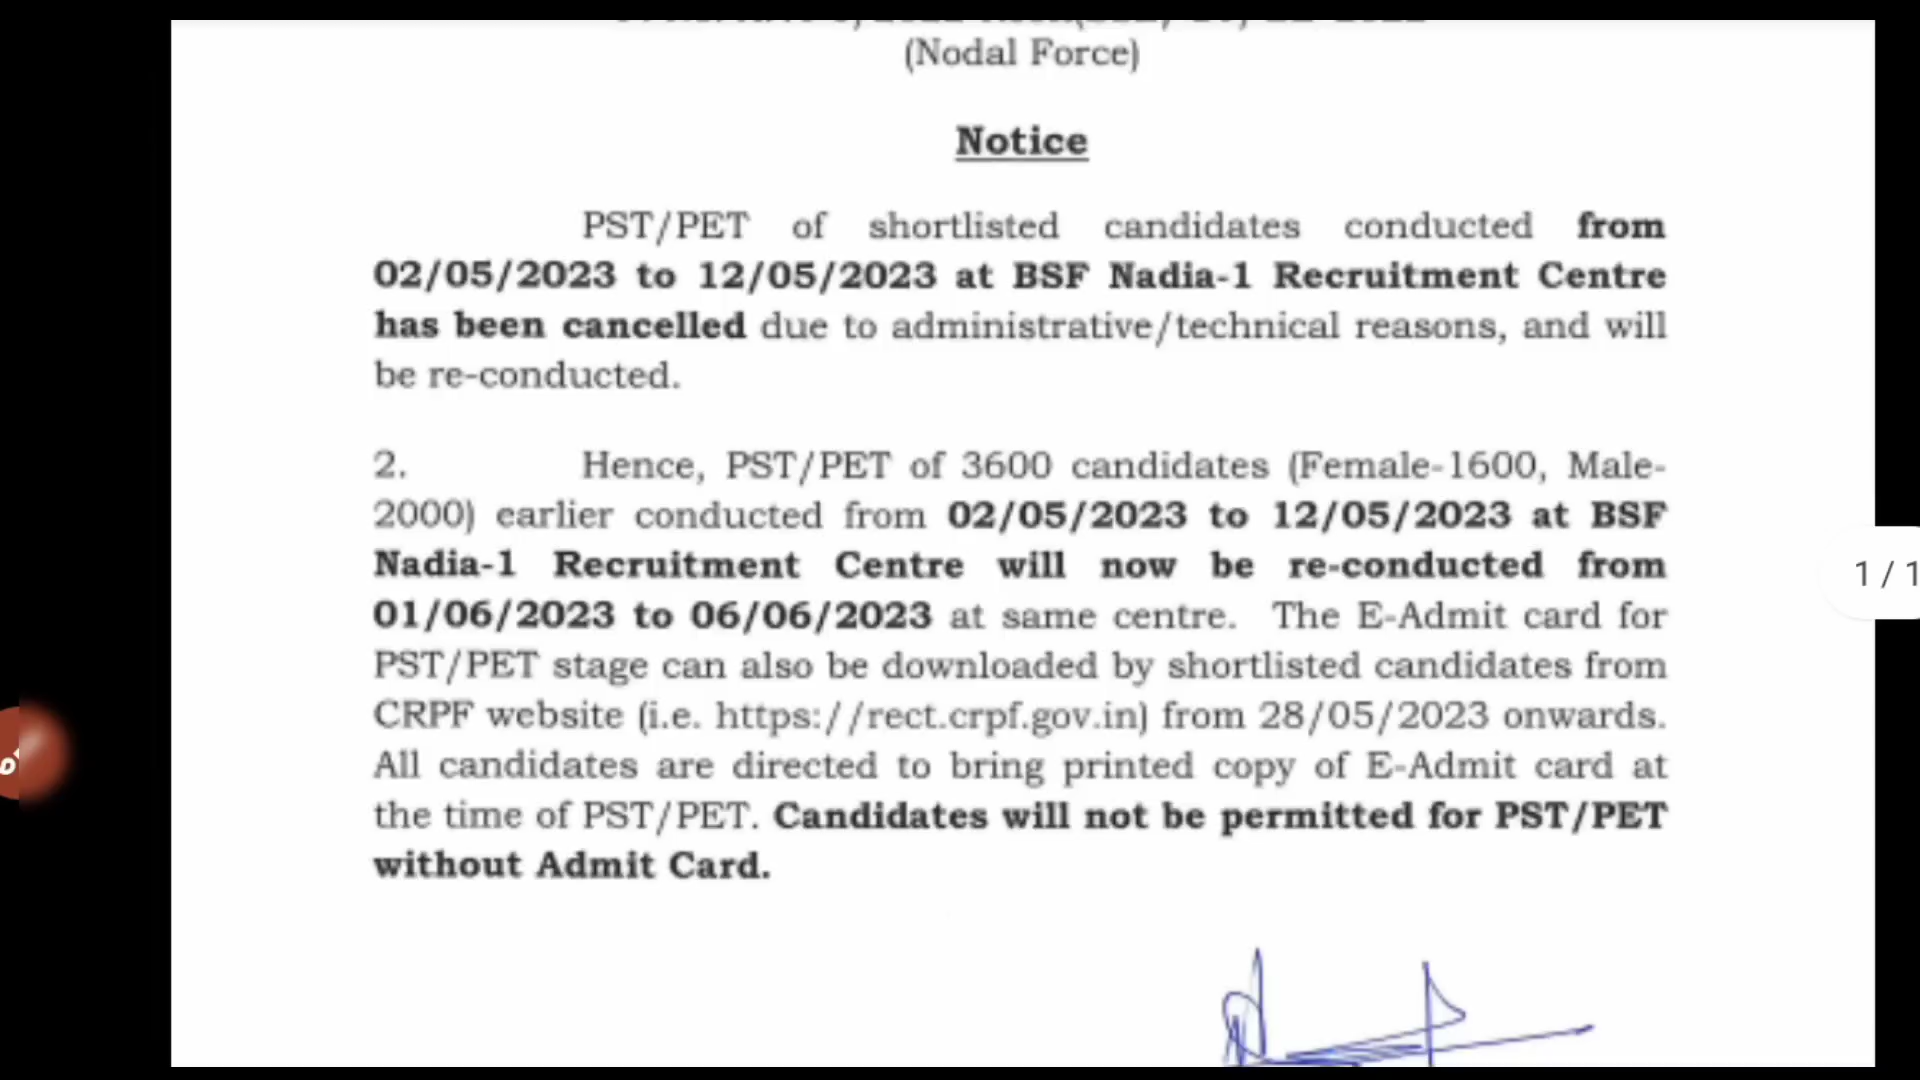 (Nodal Force)
Notice
PST/PET of shortlisted candidates conducted from
02/05/2023 to 12/05/2023 at BSF Nadia-1 Recruitment Centre
has been cancelled due to administrative/technical reasons, and will
be re-conducted.
2. Hence, PST/PET of 3600 candidates (Female-1600, Male-
2000) earlier conducted from 02/05/2023 to 12/05/2023 at BSF
Nadia-1 Recruitment Centre will now be re-conducted from
01/06/2023 to 06/06/2023 at same centre. The E-Admit card for
PST/PET stage can also be downloaded by shortlisted candidates from
CRPF website (i.e. https://rect.crpf.gov.in) from 28/05/2023 onwards.
All candidates are directed to bring printed copy of E-Admit card at
the time of PST/PET. Candidates will not be permitted for PST/PET
without Admit Card.
1 / 1